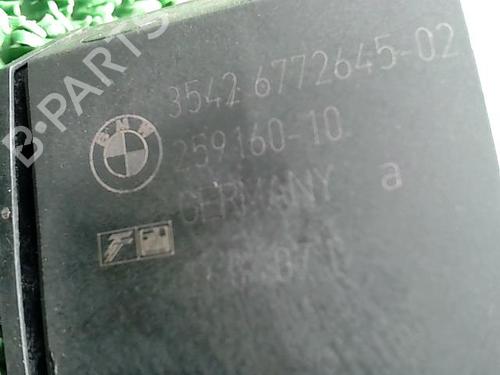 B-PARTS
3542 6772645-02
BMW
259160-10
GERMANY a